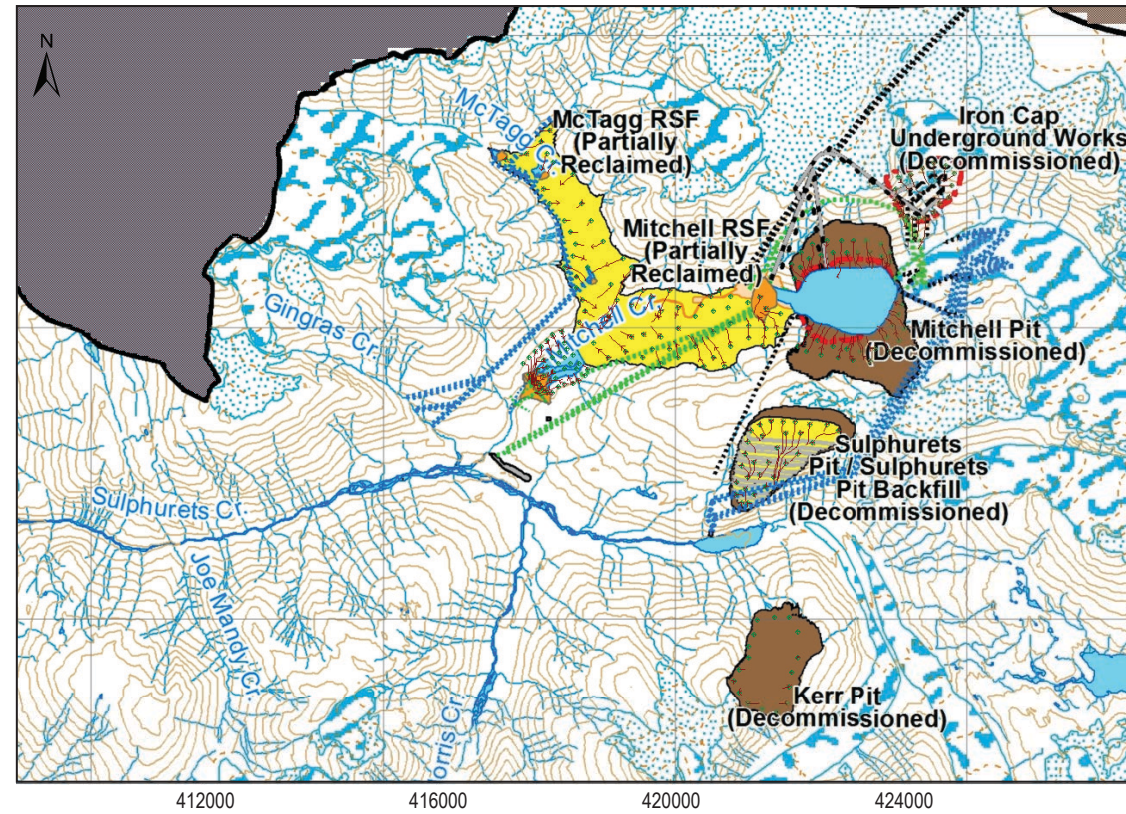 N
McTagg Cr.
McTagg RSF
(Partially
Reclaimed)
Iron Cap
Underground Works
(Decommissioned)
Mitchell RSF
(Partially
Reclaimed)
Mitchell Cr.
Gingras Cr.
Mitchell Pit
(Decommissioned)
Sulphurets
Pit / Sulphurets
Pit Backfill
(Decommissioned)
Sulphurets Cr.
Joe Mandy Cr.
orris Cr.
Kerr Pit
(Decommissioned)
412000
416000
420000
424000